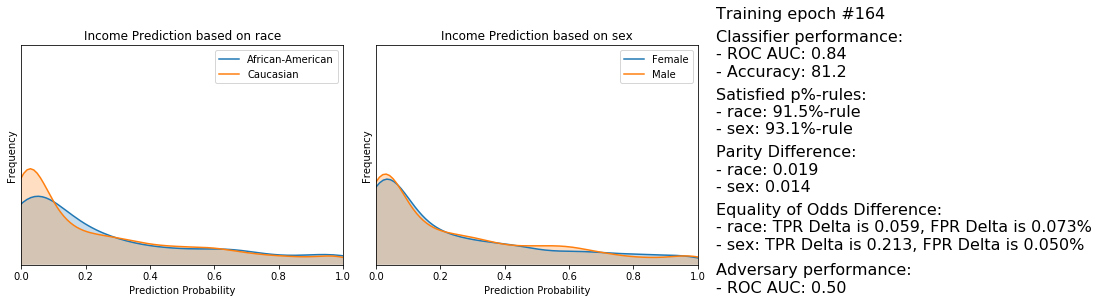 Income Prediction based on race
African-American
Caucasian
Frequency
0.0 0.2 0.4 0.6 0.8 1.0
Prediction Probability
Income Prediction based on sex
Female
Male
Frequency
0.0 0.2 0.4 0.6 0.8 1.0
Prediction Probability
Training epoch #164
Classifier performance:
- ROC AUC: 0.84
- Accuracy: 81.2
Satisfied p%-rules:
- race: 91.5%-rule
- sex: 93.1%-rule
Parity Difference:
- race: 0.019
- sex: 0.014
Equality of Odds Difference:
- race: TPR Delta is 0.059, FPR Delta is 0.073%
- sex: TPR Delta is 0.213, FPR Delta is 0.050%
Adversary performance:
- ROC AUC: 0.50